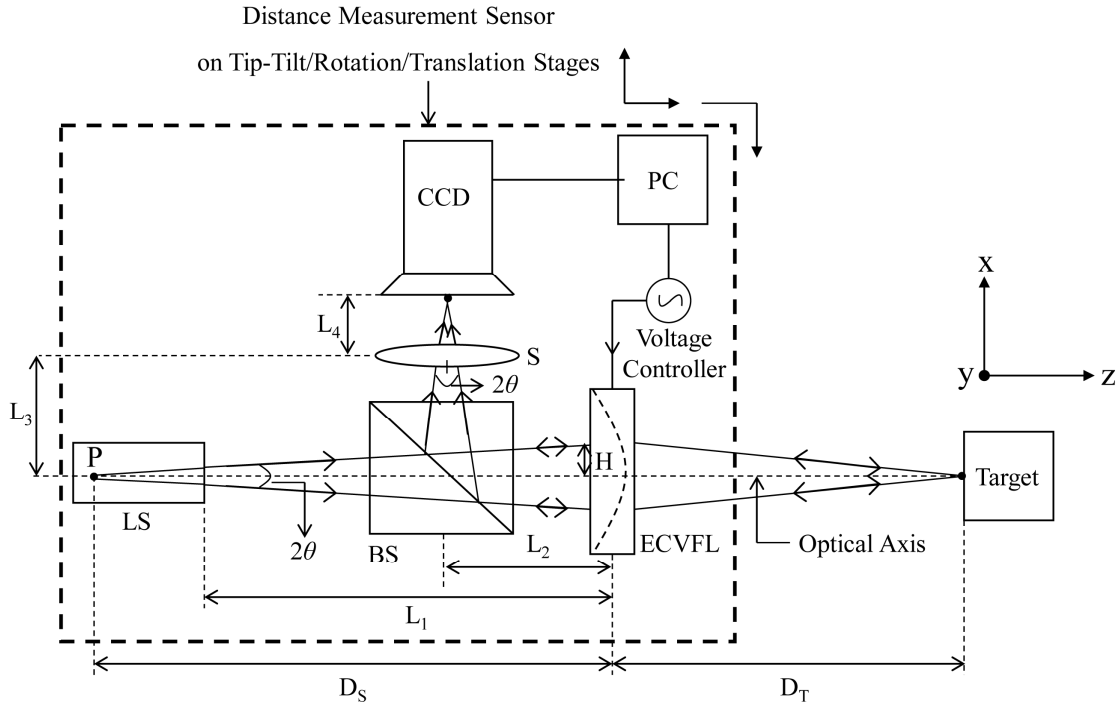 Distance Measurement Sensor
on Tip-Tilt/Rotation/Translation Stages
CCD
PC
L4
S
Voltage
Controller
2θ
L3
x
y
z
P
H
Target
LS
2θ
BS
L2
ECVFL
Optical Axis
L1
DS
DT